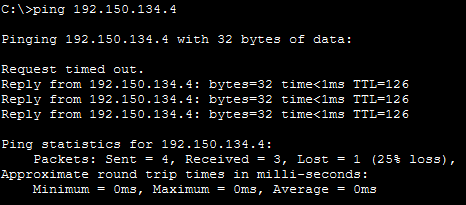 C:\>ping 192.150.134.4
Pinging 192.150.134.4 with 32 bytes of data:
Request timed out.
Reply from 192.150.134.4: bytes=32 time<1ms TTL=126
Reply from 192.150.134.4: bytes=32 time<1ms TTL=126
Reply from 192.150.134.4: bytes=32 time<1ms TTL=126
Ping statistics for 192.150.134.4:
Packets: Sent = 4, Received = 3, Lost = 1 (25% loss),
Approximate round trip times in milli-seconds:
Minimum = 0ms, Maximum = 0ms, Average = 0ms